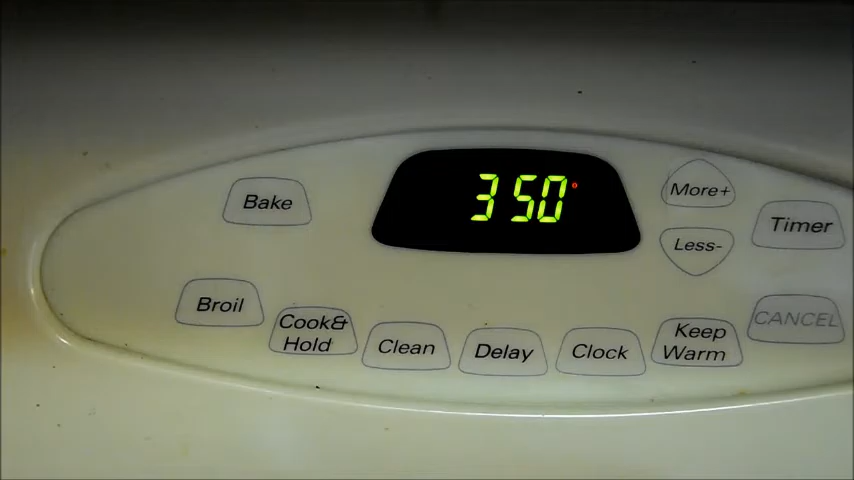 350°
Bake
More+
Less-
Timer
Broil
Cook&
Hold
Clean
Delay
Clock
Keep
Warm
CANCEL